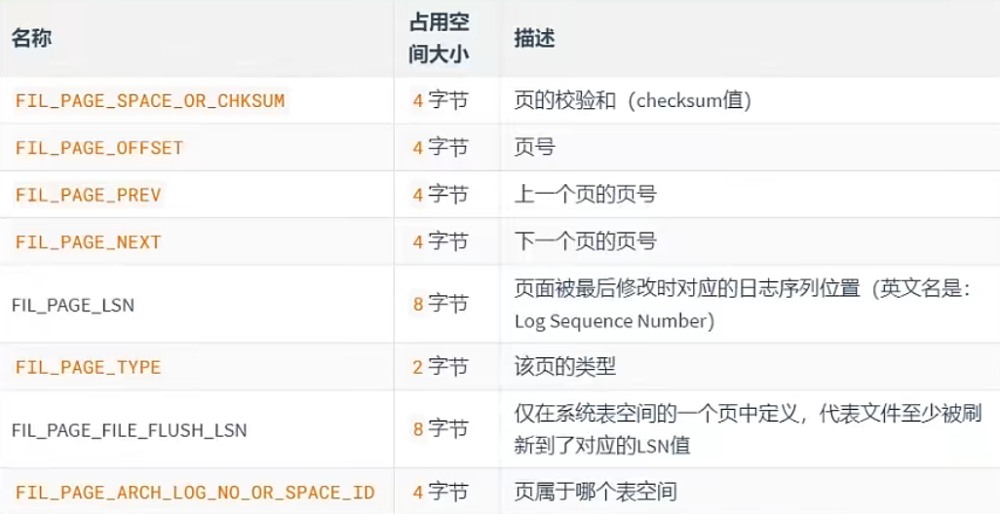 名称 占用空间大小 描述
FIL_PAGE_SPACE_OR_CHKSUM 4 字节 页的校验和（checksum值）
FIL_PAGE_OFFSET 4 字节 页号
FIL_PAGE_PREV 4 字节 上一个页的页号
FIL_PAGE_NEXT 4 字节 下一个页的页号
FIL_PAGE_LSN 8 字节 页面被最后修改时对应的日志序列位置（英文名是：
Log Sequence Number）
FIL_PAGE_TYPE 2 字节 该页的类型
FIL_PAGE_FILE_FLUSH_LSN 8 字节 仅在系统表空间的一个页中定义，代表文件至少被刷
新到了对应的LSN值
FIL_PAGE_ARCH_LOG_NO_OR_SPACE_ID 4 字节 页属于哪个表空间